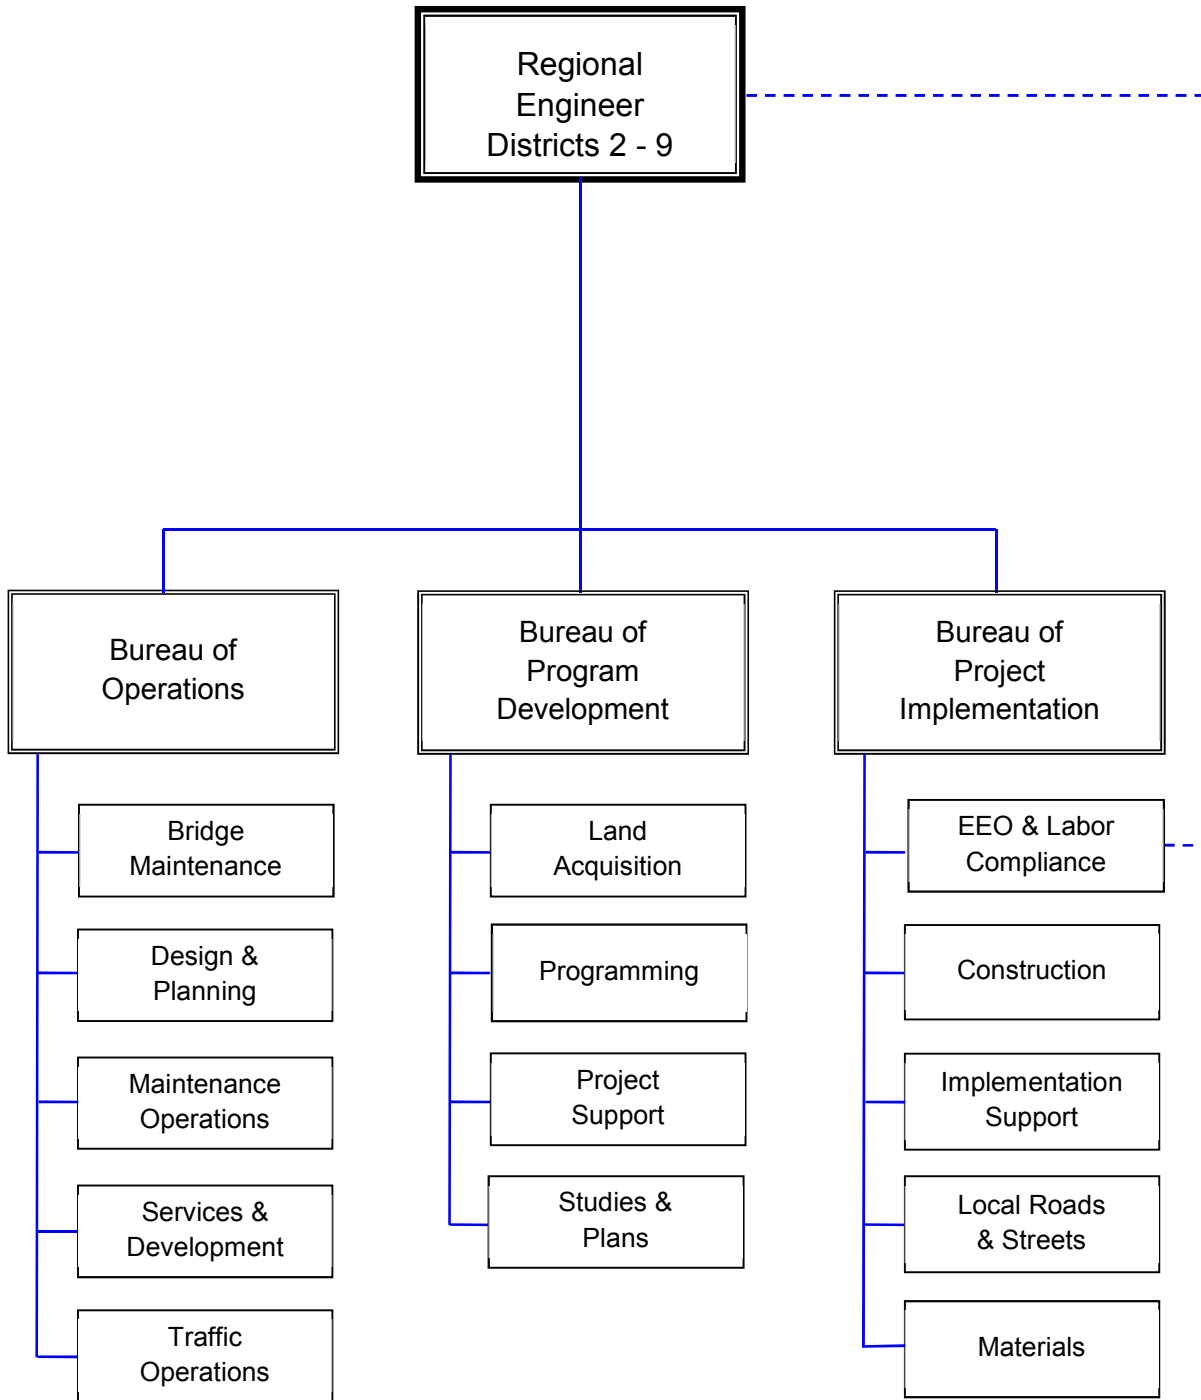 Regional
Engineer
Districts 2 - 9
Bureau of
Operations
Bridge
Maintenance
Design &
Planning
Maintenance
Operations
Services &
Development
Traffic
Operations
Bureau of
Program
Development
Land
Acquisition
Programming
Project
Support
Studies &
Plans
Bureau of
Project
Implementation
EEO & Labor
Compliance
Construction
Implementation
Support
Local Roads
& Streets
Materials